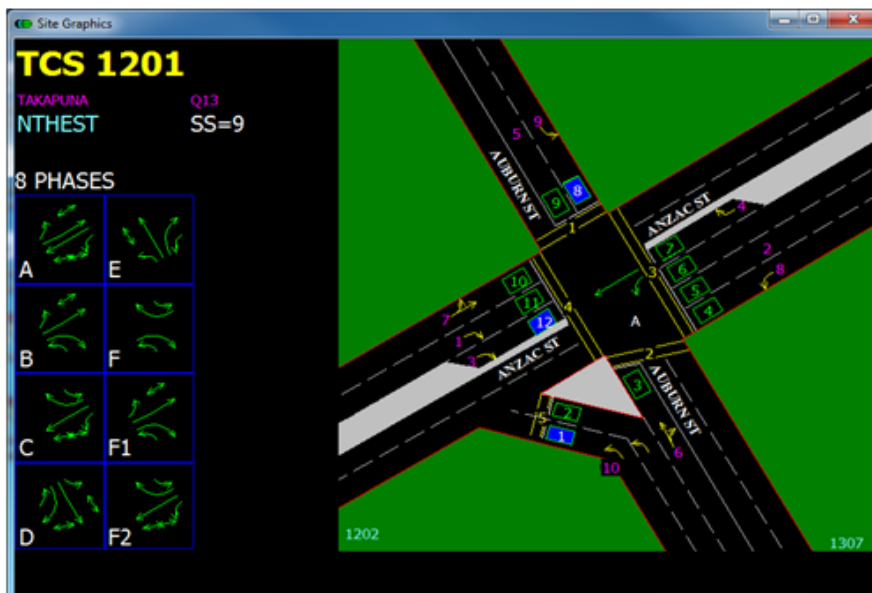 Site Graphics
TCS 1201
TAKAPUNA Q13
NTHEST SS=9
8 PHASES
A E
B F
C F1
D F2
5 9
9 8
AUBURN ST
1
ANZAC ST
4
2
7
3
6
8
5
4
10
11
12
4
7
1
3
A
ANZAC ST
2
3
AUBURN ST
2
5
1
6
10
1202
1307